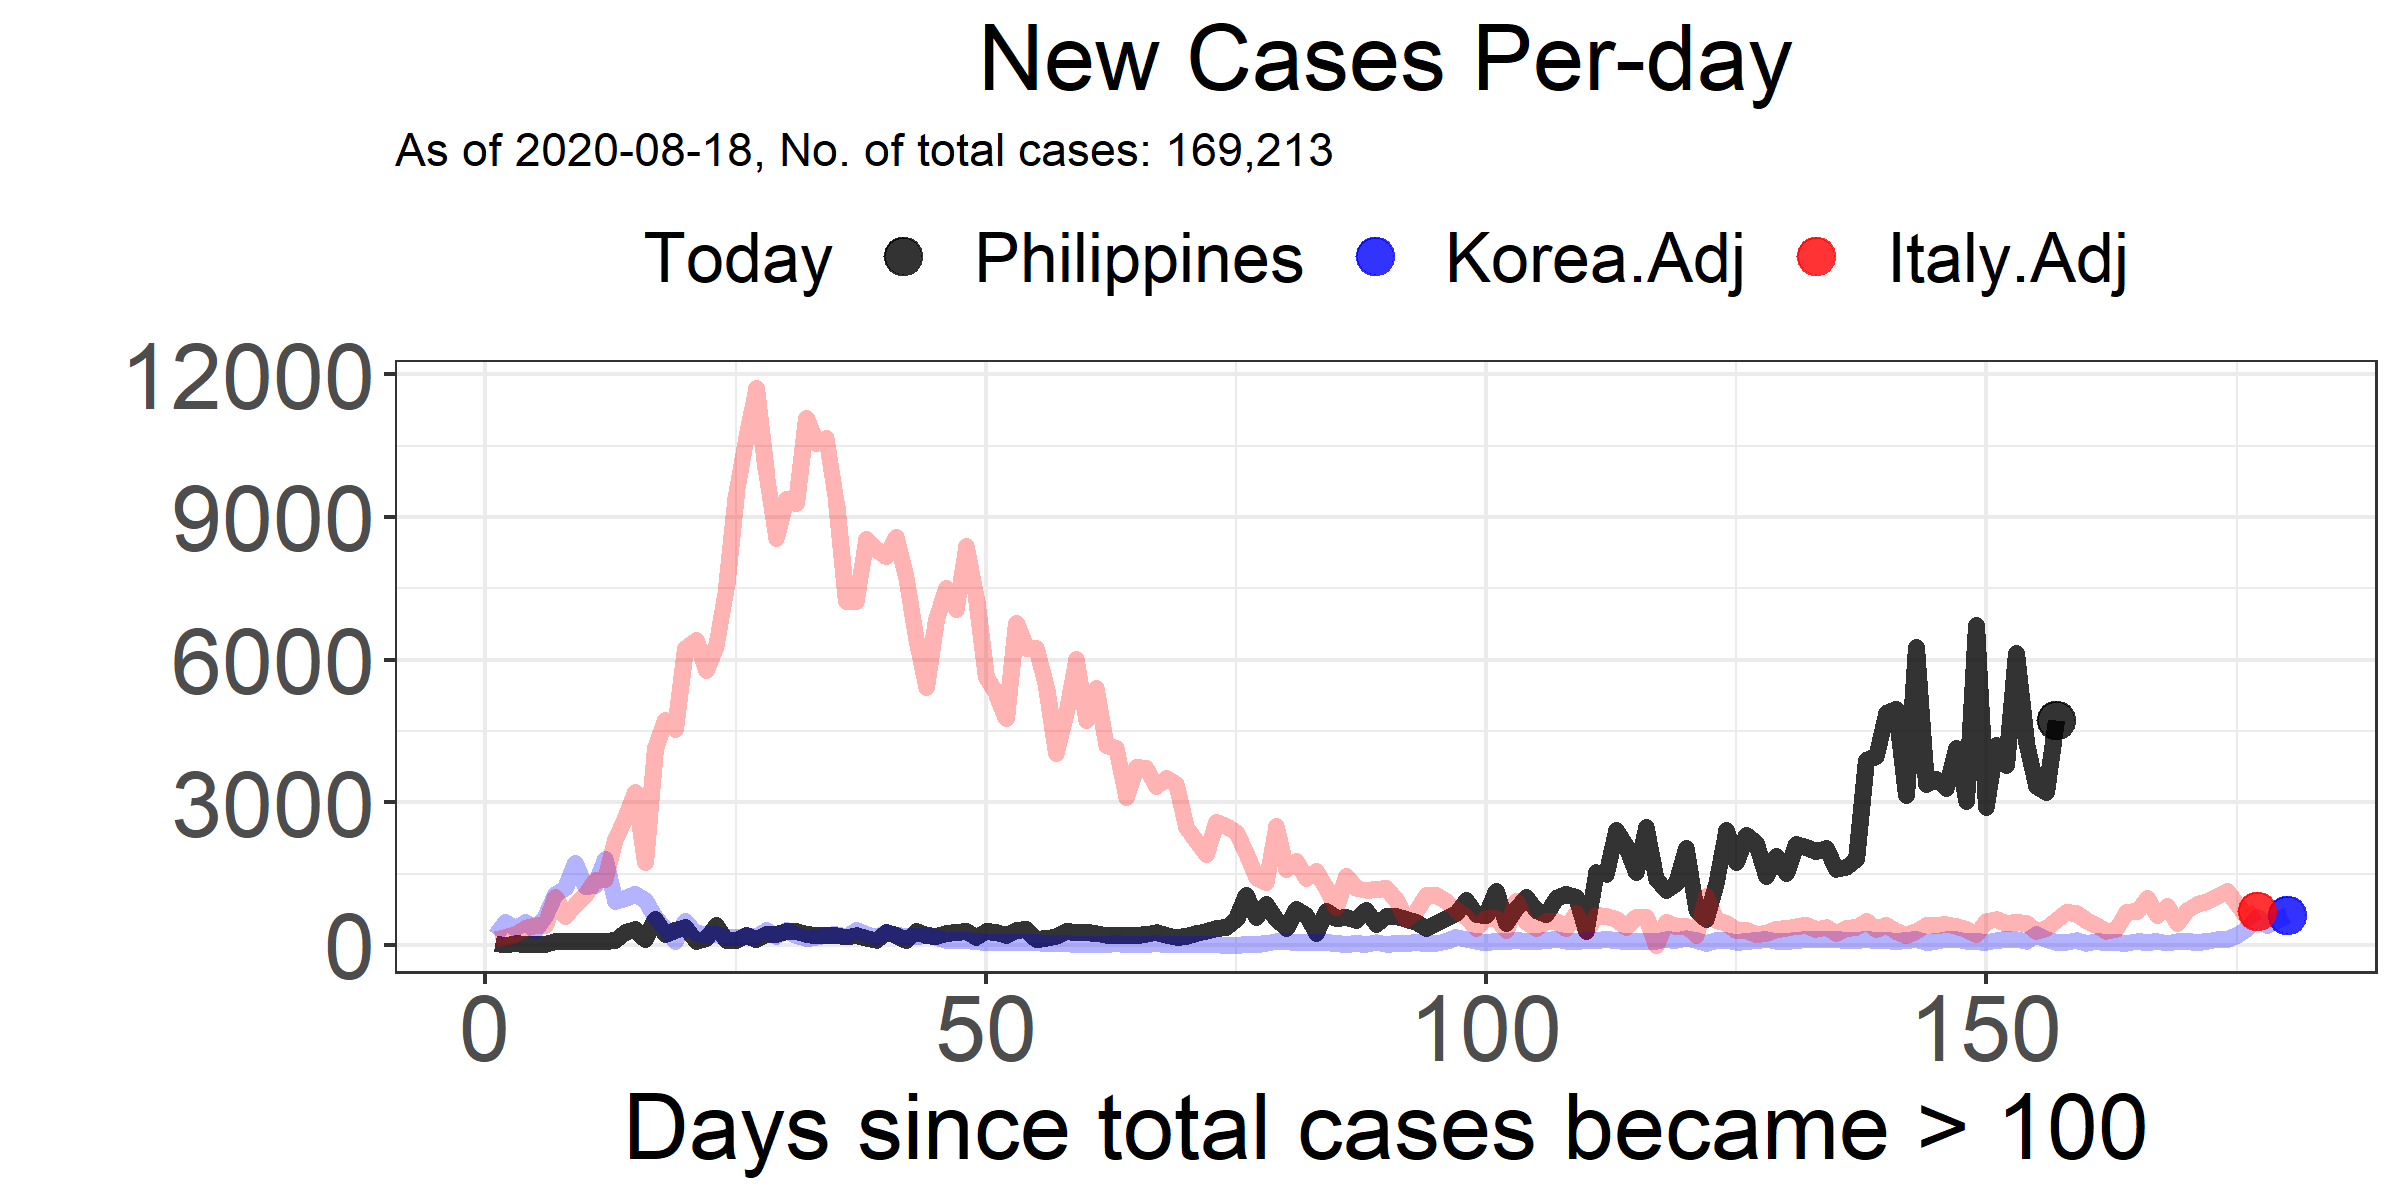 New Cases Per-day
As of 2020-08-18, No. of total cases: 169,213
Today Philippines Korea.Adj Italy.Adj
12000
9000
6000
3000
0
0 50 100 150
Days since total cases became > 100